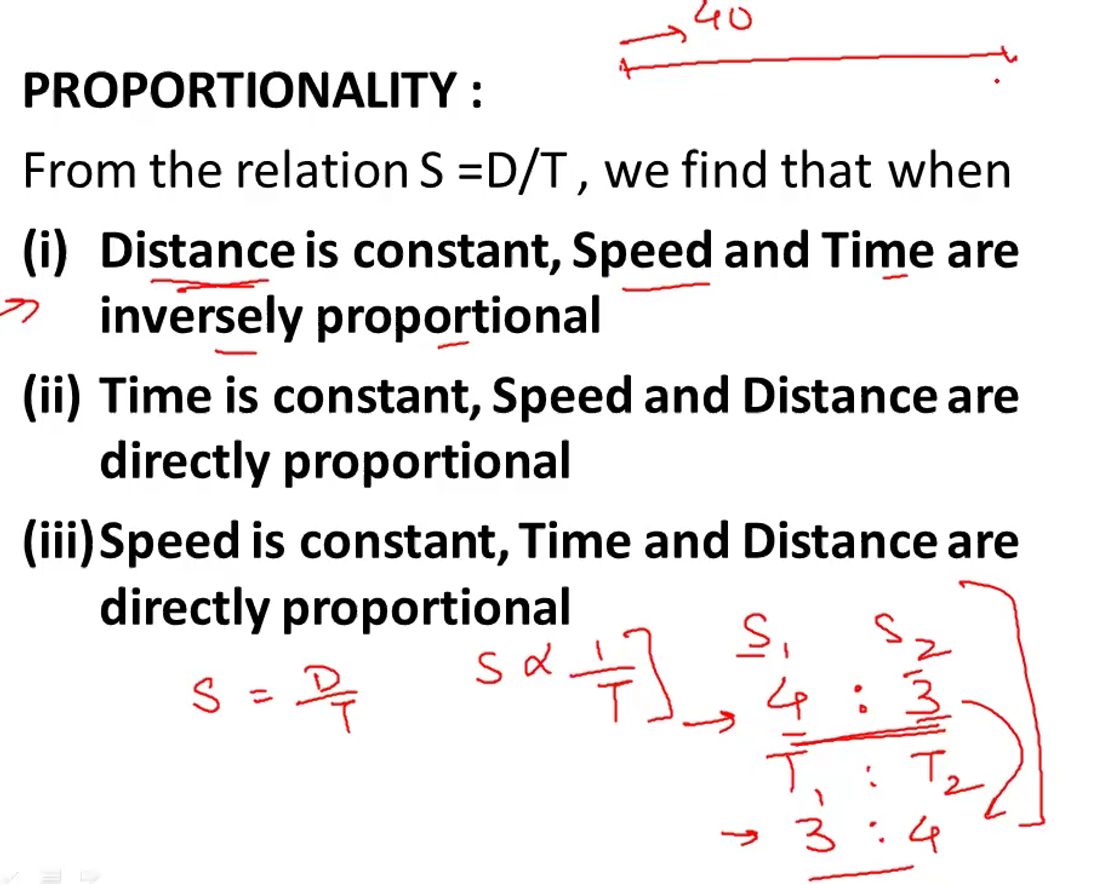 40
PROPORTIONALITY :
From the relation S =D/T , we find that when
(i) Distance is constant, Speed and Time are
inversely proportional
(ii) Time is constant, Speed and Distance are
directly proportional
(iii) Speed is constant, Time and Distance are
directly proportional
S = D/T
S ∝ 1/T
S₁ S₂
4 : 3
T₁ : T₂
3 : 4